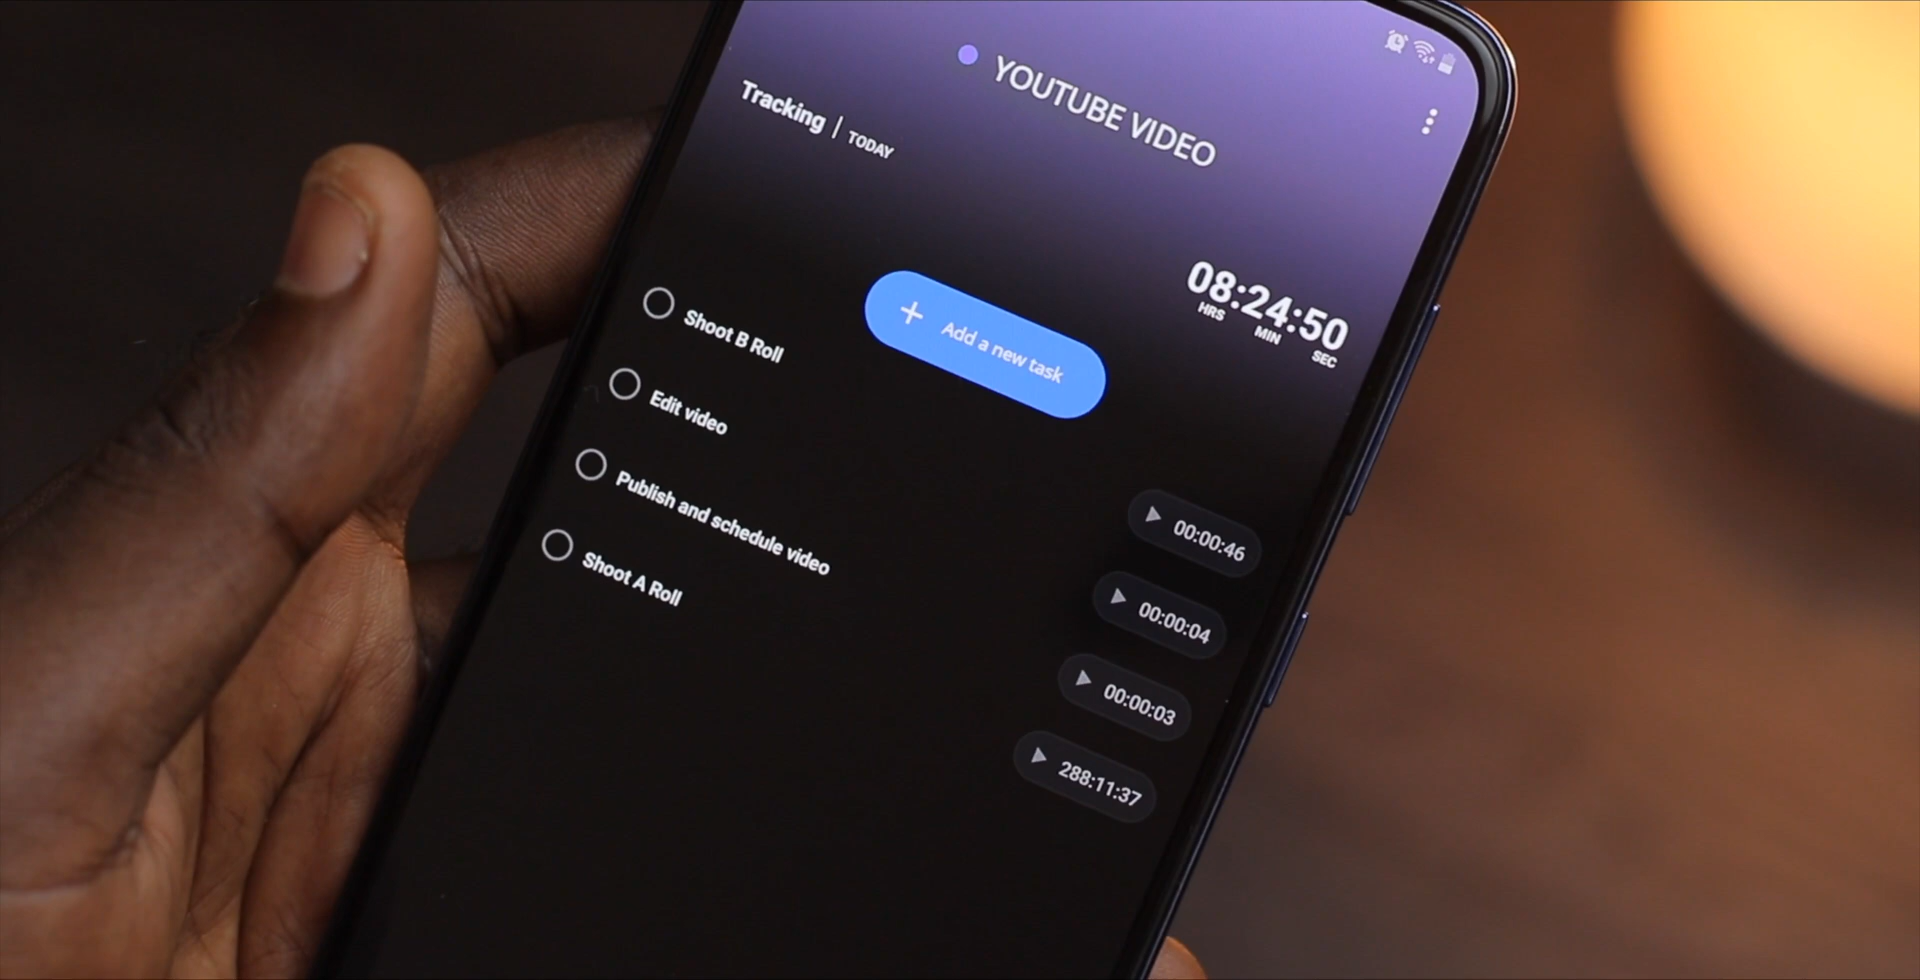 YOUTUBE VIDEO
Tracking | TODAY
08:24:50
HRS MIN SEC
+ Add a new task
Shoot B Roll
00:00:46
Edit video
00:00:04
Publish and schedule video
00:00:03
Shoot A Roll
288:11:37